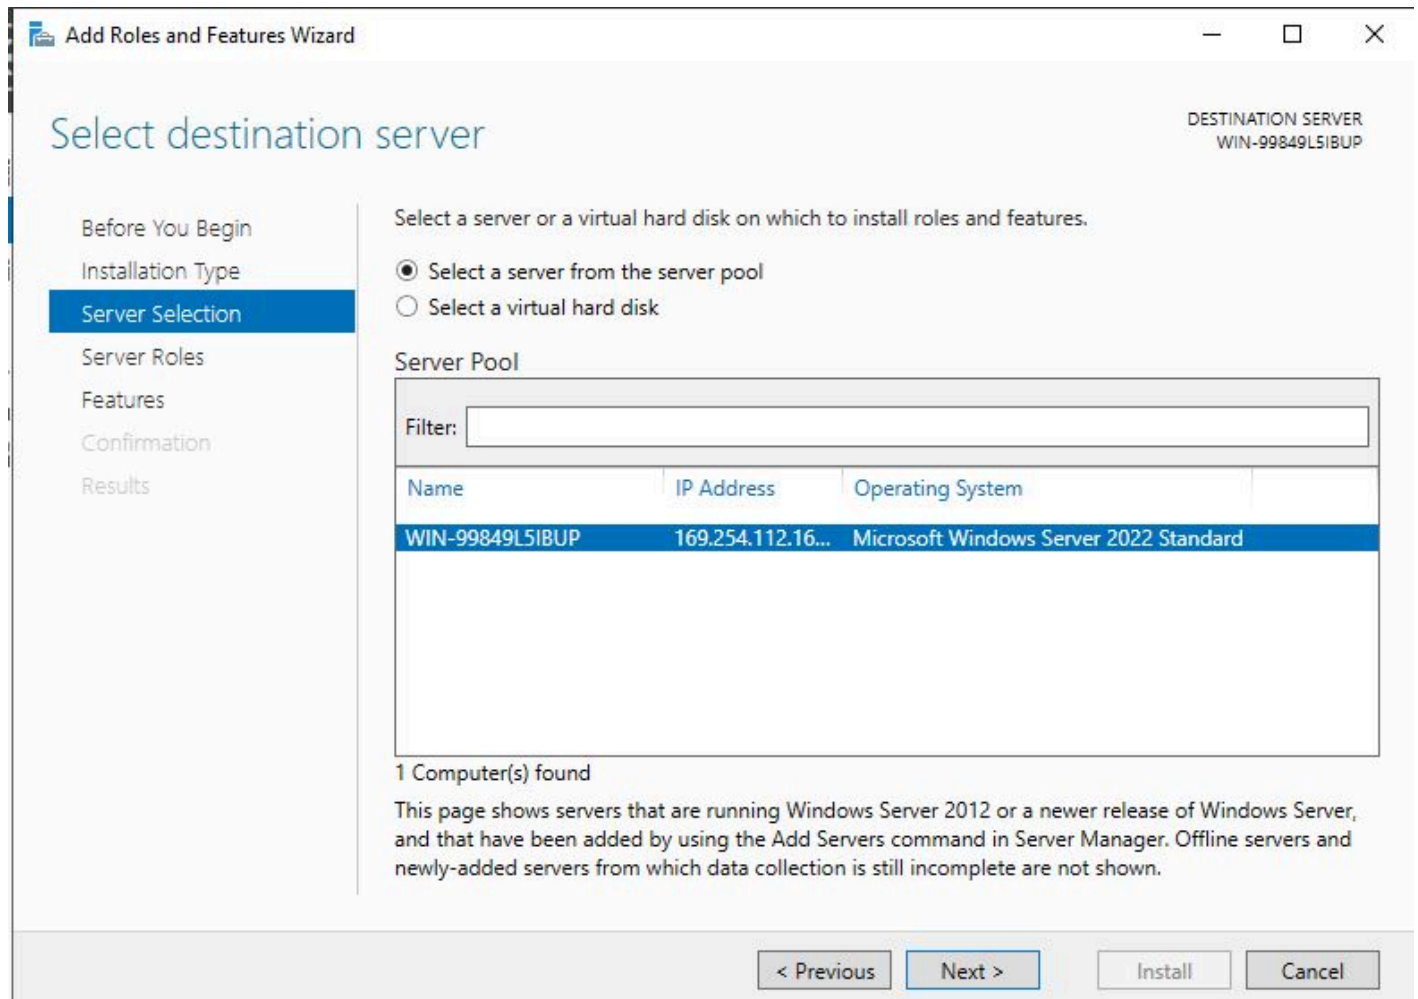 Add Roles and Features Wizard
Select destination server
DESTINATION SERVER
WIN-99849L5IBUP
Before You Begin
Installation Type
Server Selection
Server Roles
Features
Confirmation
Results
Select a server or a virtual hard disk on which to install roles and features.
Select a server from the server pool
Select a virtual hard disk
Server Pool
Filter:
Name IP Address Operating System
WIN-99849L5IBUP 169.254.112.16... Microsoft Windows Server 2022 Standard
1 Computer(s) found
This page shows servers that are running Windows Server 2012 or a newer release of Windows Server,
and that have been added by using the Add Servers command in Server Manager. Offline servers and
newly-added servers from which data collection is still incomplete are not shown.
< Previous Next > Install Cancel